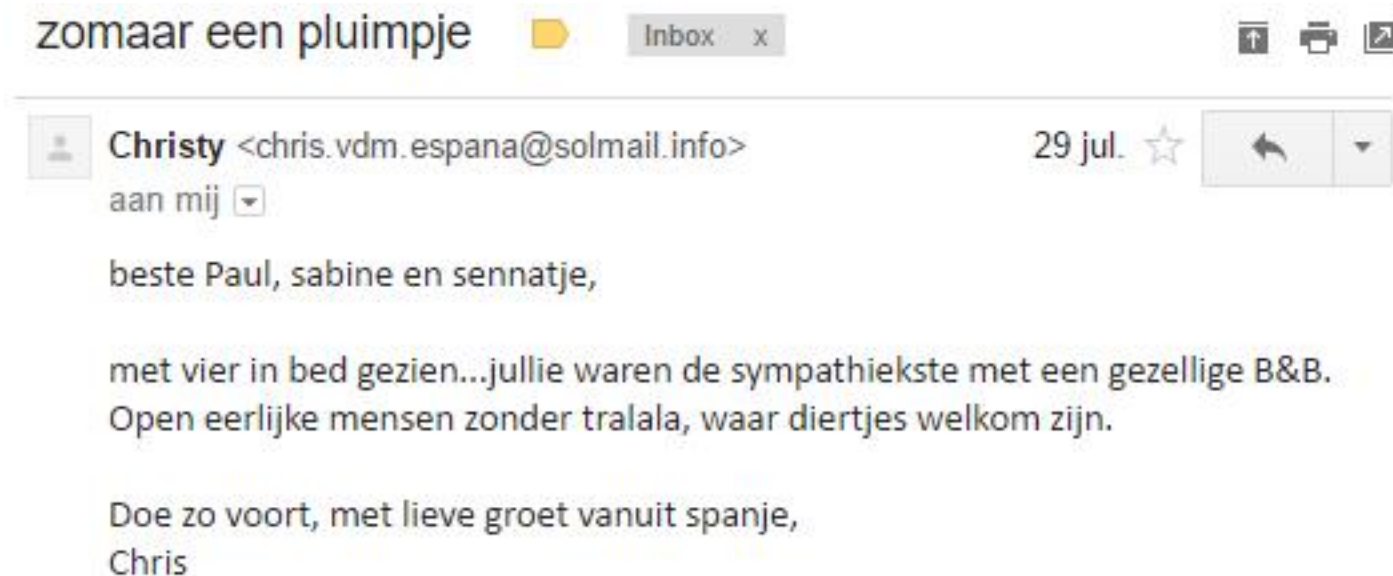 zomaar een pluimpje Inbox x
Christy <chris.vdm.espana@solmail.info> 29 jul.
aan mij
beste Paul, sabine en sennatje,
met vier in bed gezien...jullie waren de sympathiekste met een gezellige B&B.
Open eerlijke mensen zonder tralala, waar diertjes welkom zijn.
Doe zo voort, met lieve groet vanuit spanje,
Chris